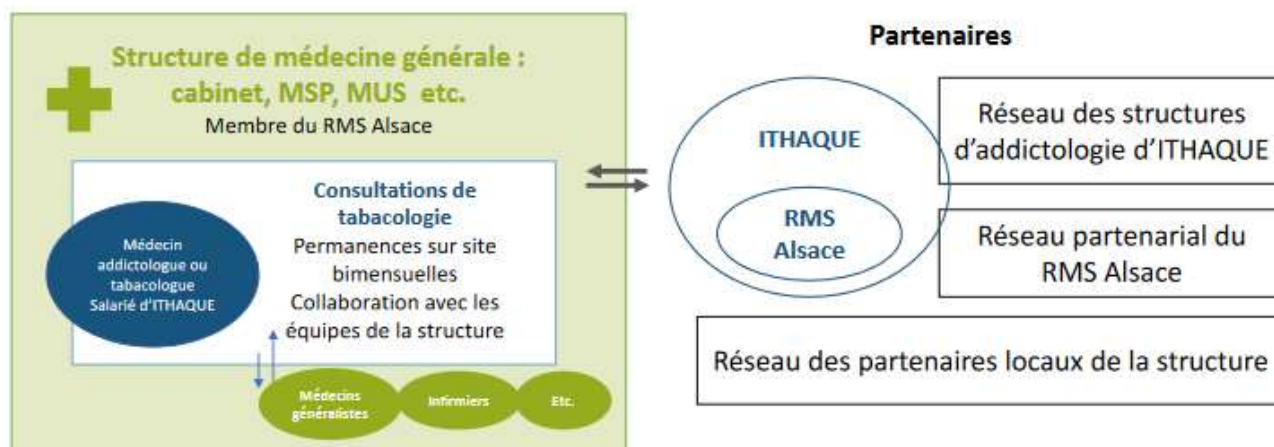 Structure de médecine générale :
cabinet, MSP, MUS etc.
Membre du RMS Alsace
Médecin
addictologue ou
tabacologue
Salarié d'ITHAQUE
Consultations de
tabacologie
Permanences sur site
bimensuelles
Collaboration avec les
équipes de la structure
Médecins
généralistes
Infirmiers
Etc.
Partenaires
ITHAQUE
RMS
Alsace
Réseau des structures
d'addictologie d'ITHAQUE
Réseau partenarial du
RMS Alsace
Réseau des partenaires locaux de la structure